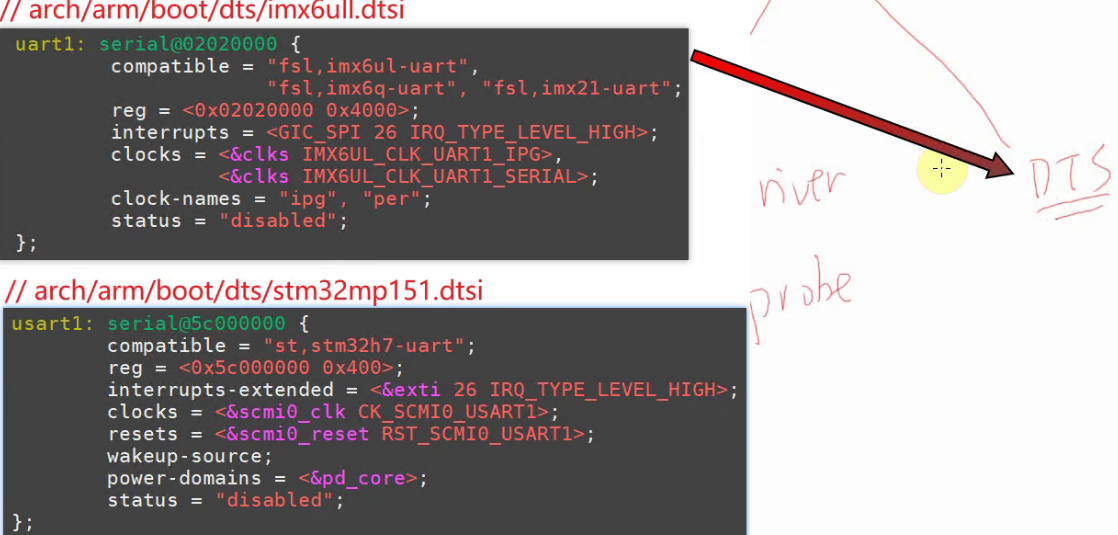 // arch/arm/boot/dts/imx6ull.dtsi
uart1: serial@02020000 {
compatible = "fsl,imx6ul-uart",
"fsl,imx6q-uart", "fsl,imx21-uart";
reg = <0x02020000 0x4000>;
interrupts = <GIC_SPI 26 IRQ_TYPE_LEVEL_HIGH>;
clocks = <&clks IMX6UL_CLK_UART1_IPG>,
<&clks IMX6UL_CLK_UART1_SERIAL>;
clock-names = "ipg", "per";
status = "disabled";
};
river
DTS
probe
// arch/arm/boot/dts/stm32mp151.dtsi
usart1: serial@5c000000 {
compatible = "st,stm32h7-uart";
reg = <0x5c000000 0x400>;
interrupts-extended = <&exti 26 IRQ_TYPE_LEVEL_HIGH>;
clocks = <&scmi0_clk CK_SCMI0_USART1>;
resets = <&scmi0_reset RST_SCMI0_USART1>;
wakeup-source;
power-domains = <&pd_core>;
status = "disabled";
};